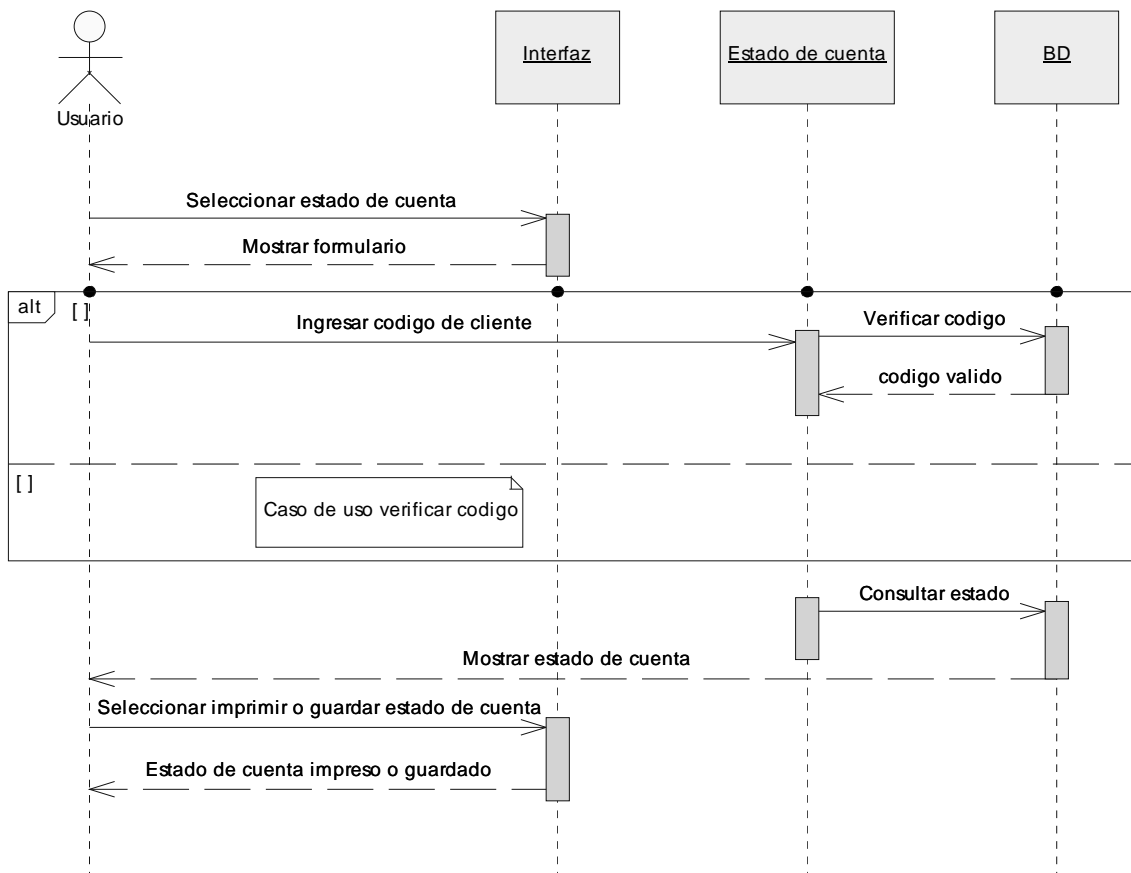 Usuario
Interfaz
Estado de cuenta
BD
Seleccionar estado de cuenta
Mostrar formulario
alt
[ ]
Ingresar codigo de cliente
Verificar codigo
codigo valido
[ ]
Caso de uso verificar codigo
Consultar estado
Mostrar estado de cuenta
Seleccionar imprimir o guardar estado de cuenta
Estado de cuenta impreso o guardado